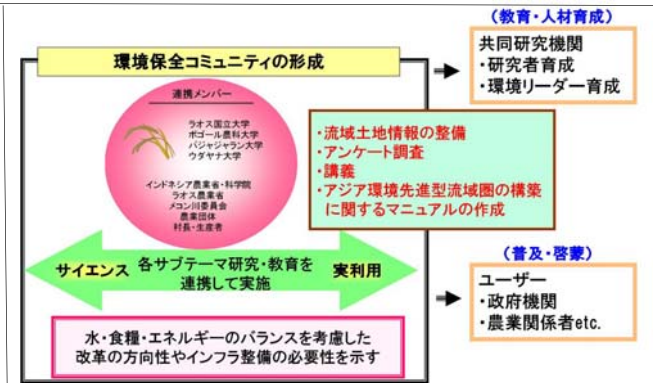 環境保全コミュニティの形成
連携メンバー
ラオス国立大学
ボゴール農科大学
パジャジャラン大学
ウダヤナ大学
インドネシア農業省・科学院
ラオス農業省
メコン川委員会
農業団体
村長・生産者
・流域土地情報の整備
・アンケート調査
・講義
・アジア環境先進型流域圏の構築
に関するマニュアルの作成
サイエンス
各サブテーマ研究・教育を
連携して実施
実利用
水・食糧・エネルギーのバランスを考慮した
改革の方向性やインフラ整備の必要性を示す
(教育・人材育成)
共同研究機関
・研究者育成
・環境リーダー育成
(普及・啓蒙)
ユーザー
・政府機関
・農業関係者etc.